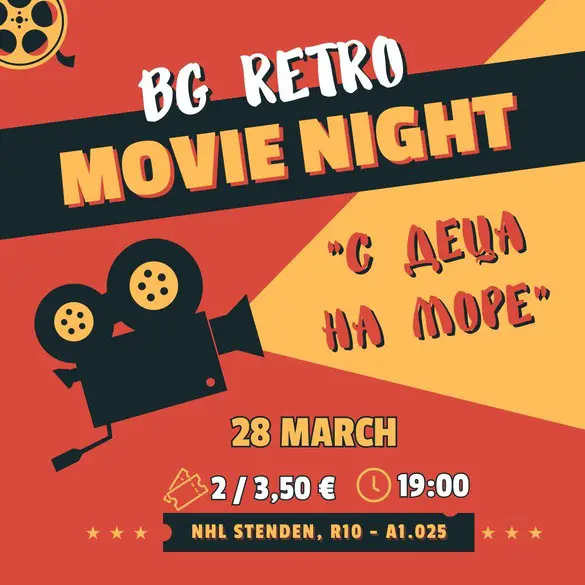 BG RETRO
MOVIE NIGHT
"С ДЕЦА
НА МОРЕ"
28 MARCH
2 / 3,50 €
19:00
NHL STENDEN, R10 - A1.025